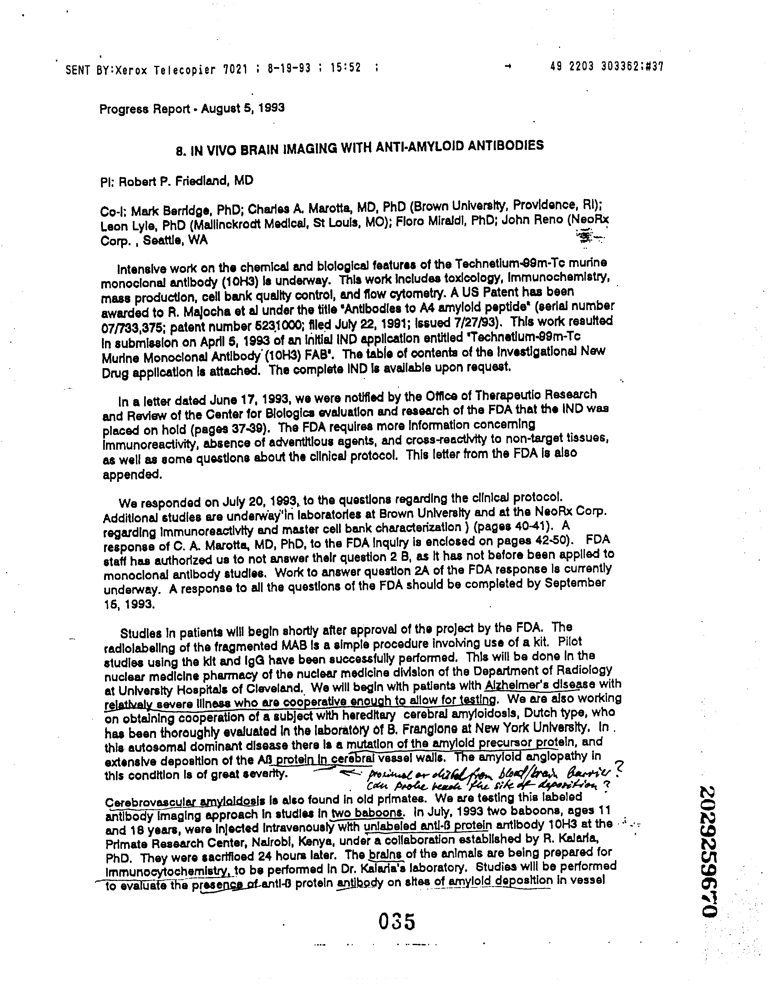 SENT BY:Xerox Telecopier 7021 ; 8-19-93 ; 15:52 ; → 49 2203 303362;#37
Progress Report - August 5, 1993
8. IN VIVO BRAIN IMAGING WITH ANTI-AMYLOID ANTIBODIES
PI: Robert P. Friedland, MD
Co-I: Mark Berridge, PhD; Charles A. Marotta, MD, PhD (Brown University, Providence, RI);
Leon Lyle, PhD (Mallinckrodt Medical, St Louis, MO); Floro Miraldi, PhD; John Reno (NeoRx
Corp. , Seattle, WA
Intensive work on the chemical and biological features of the Technetium-99m-Tc murine
monoclonal antibody (10H3) is underway. This work includes toxicology, immunochemistry,
mass production, cell bank quality control, and flow cytometry. A US Patent has been
awarded to R. Majocha et al under the title "Antibodies to A4 amyloid peptide" (serial number
07/733,375; patent number 5231000; filed July 22, 1991; issued 7/27/93). This work resulted
in submission on April 5, 1993 of an initial IND application entitled "Technetium-99m-Tc
Murine Monoclonal Antibody (10H3) FAB". The table of contents of the Investigational New
Drug application is attached. The complete IND is available upon request.
In a letter dated June 17, 1993, we were notified by the Office of Therapeutic Research
and Review of the Center for Biologics evaluation and research of the FDA that the IND was
placed on hold (pages 37-39). The FDA requires more information concerning
immunoreactivity, absence of adventitious agents, and cross-reactivity to non-target tissues,
as well as some questions about the clinical protocol. This letter from the FDA is also
appended.
We responded on July 20, 1993, to the questions regarding the clinical protocol.
Additional studies are underway in laboratories at Brown University and at the NeoRx Corp.
regarding immunoreactivity and master cell bank characterization ) (pages 40-41). A
response of C. A. Marotta, MD, PhD, to the FDA inquiry is enclosed on pages 42-50). FDA
staff has authorized us to not answer their question 2 B, as it has not before been applied to
monoclonal antibody studies. Work to answer question 2A of the FDA response is currently
underway. A response to all the questions of the FDA should be completed by September
15, 1993.
Studies in patients will begin shortly after approval of the project by the FDA. The
radiolabeling of the fragmented MAB is a simple procedure involving use of a kit. Pilot
studies using the kit and IgG have been successfully performed. This will be done in the
nuclear medicine pharmacy of the nuclear medicine division of the Department of Radiology
at University Hospitals of Cleveland. We will begin with patients with Alzheimer's disease with
relatively severe illness who are cooperative enough to allow for testing. We are also working
on obtaining cooperation of a subject with hereditary cerebral amyloidosis, Dutch type, who
has been thoroughly evaluated in the laboratory of B. Frangione at New York University. In
this autosomal dominant disease there is a mutation of the amyloid precursor protein, and
extensive deposition of the Aß protein in cerebral vessel walls. The amyloid angiopathy in
this condition is of great severity. ← proximal or distal from blood/brain barrier?
can probe reach the site of deposition?
Cerebrovascular amyloidosis is also found in old primates. We are testing this labeled
antibody imaging approach in studies in two baboons. In July, 1993 two baboons, ages 11
and 18 years, were injected intravenously with unlabeled anti-ß protein antibody 10H3 at the
Primate Research Center, Nairobi, Kenya, under a collaboration established by R. Kalaria,
PhD. They were sacrificed 24 hours later. The brains of the animals are being prepared for
immunocytochemistry, to be performed in Dr. Kalaria's laboratory. Studies will be performed
to evaluate the presence of anti-ß protein antibody on sites of amyloid deposition in vessel
035
2029259670